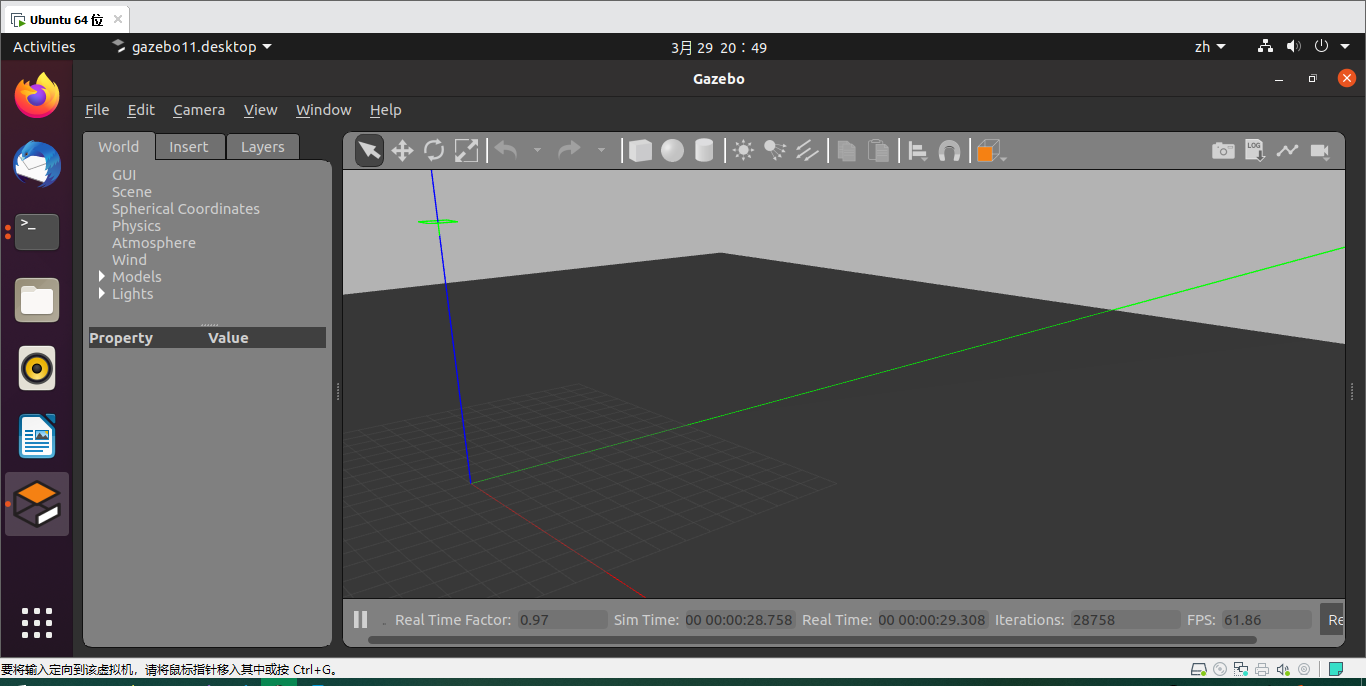 Ubuntu 64 位
Activities
gazebo11.desktop
3月 29 20：49
zh
Gazebo
File Edit Camera View Window Help
World Insert Layers
LOG
GUI
Scene
Spherical Coordinates
Physics
Atmosphere
Wind
Models
Lights
Property Value
>_
Real Time Factor: 0.97 Sim Time: 00 00:00:28.758 Real Time: 00 00:00:29.308 Iterations: 28758 FPS: 61.86 Re
要将输入定向到该虚拟机，请将鼠标指针移入其中或按 Ctrl+G。